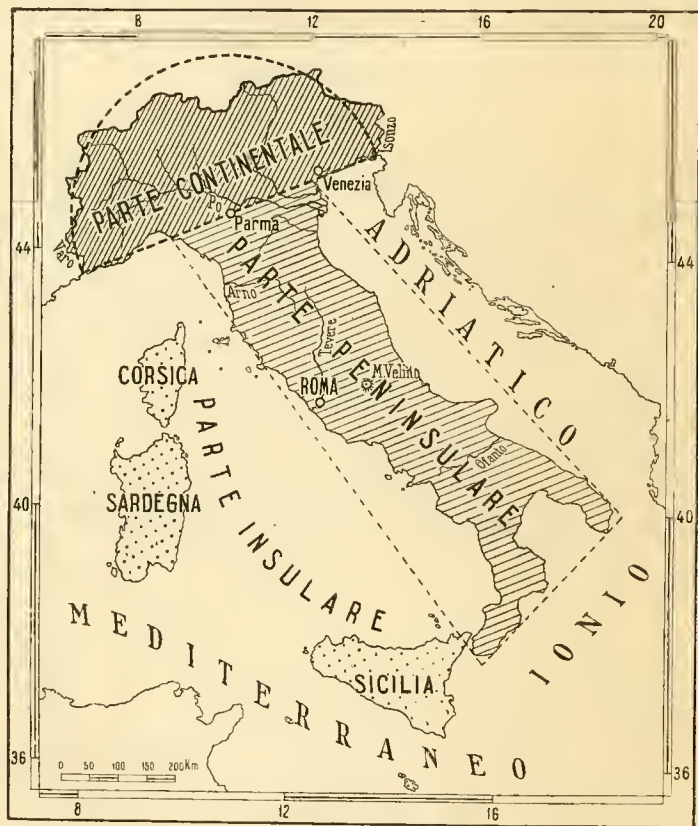 8 12 16 20
Isonzo
PARTE CONTINENTALE
Venezia
Po
Parma
Varo
44
44
ADRIATICO
PARTE PENINSULARE
Arno
Tevere
M.Velino
ROMA
CORSICA
Ofanto
SARDEGNA
PARTE INSULARE
40
40
IONIO
MEDITERRANEO
SICILIA
36
36
0 50 100 150 200 Km
8 12 16